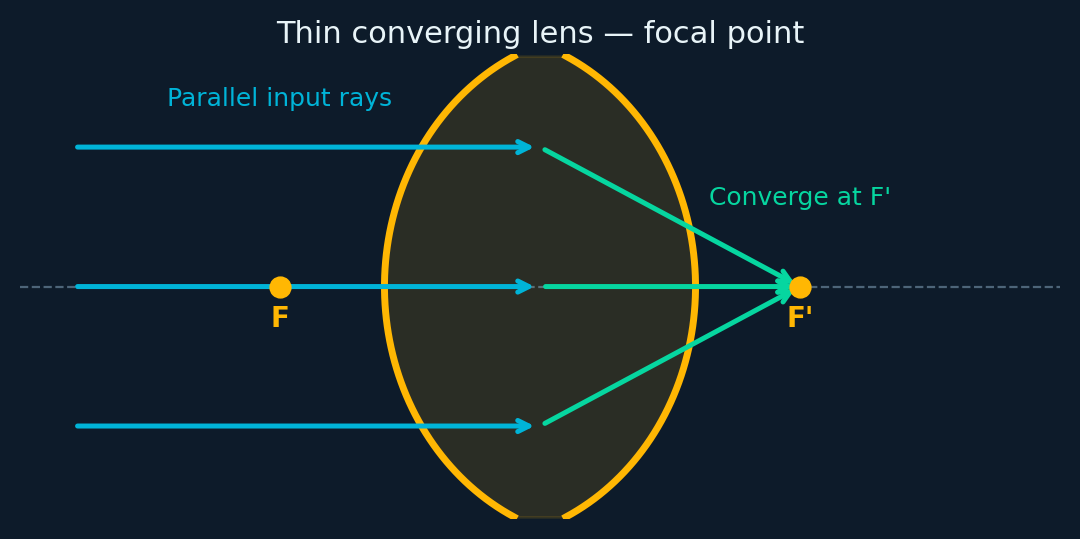 Thin converging lens — focal point
Parallel input rays
Converge at F'
F
F'